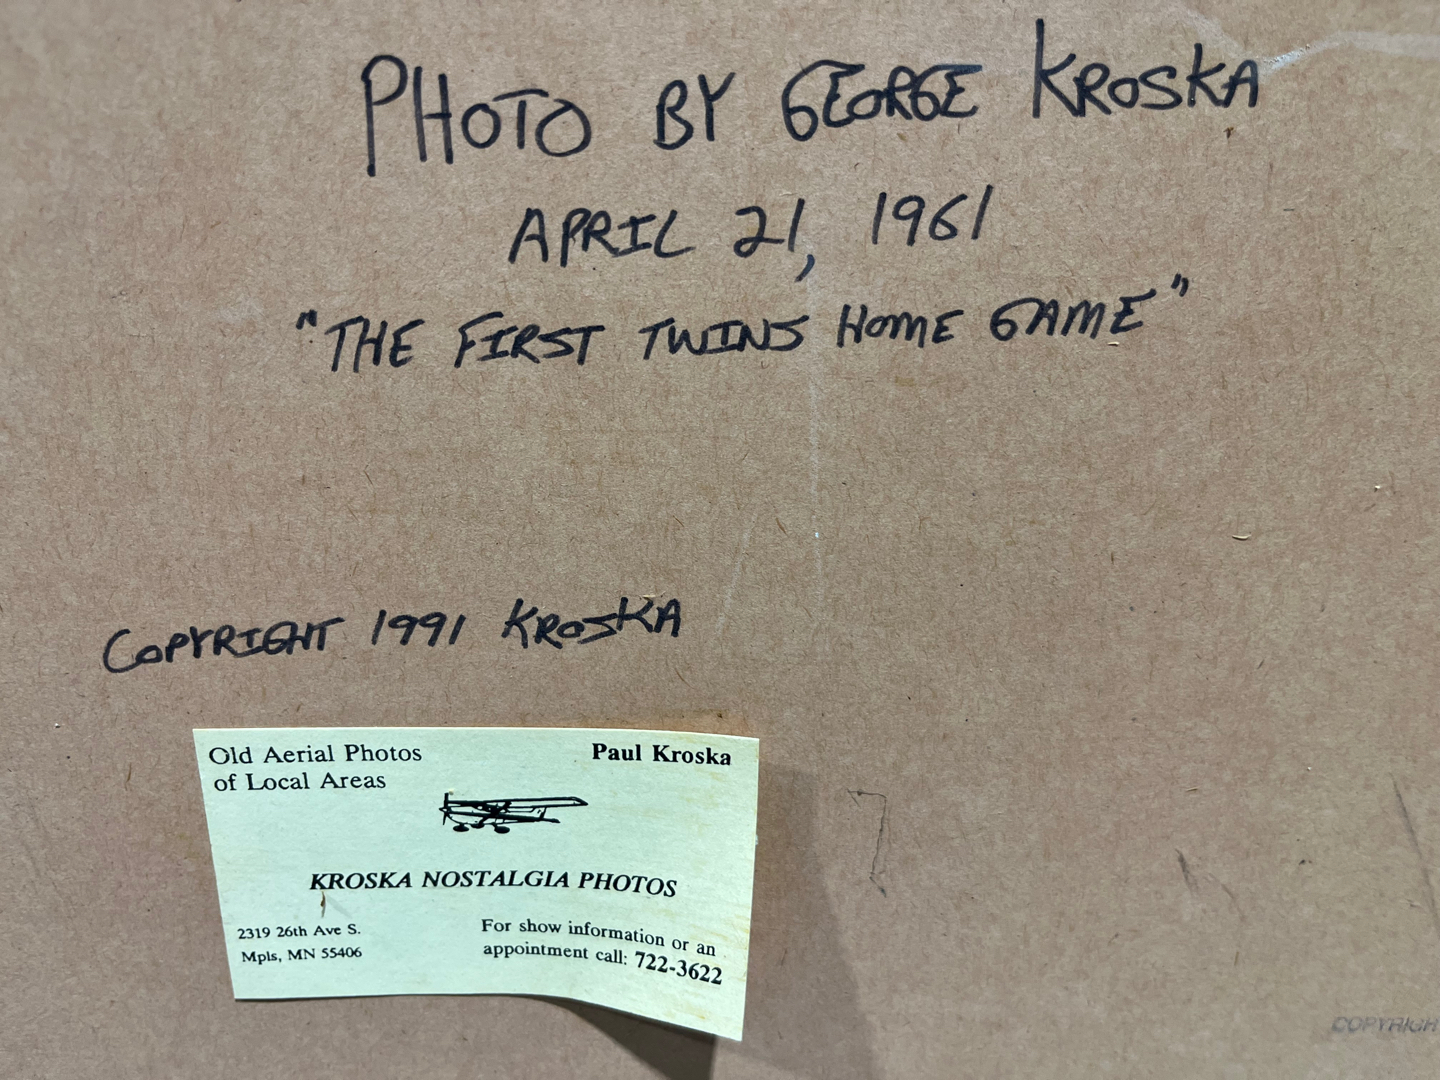 PHOTO BY GEORGE KROSKA
APRIL 21, 1961
"THE FIRST TWINS HOME GAME"
COPYRIGHT 1991 KROSKA
Old Aerial Photos
of Local Areas
Paul Kroska
KROSKA NOSTALGIA PHOTOS
2319 26th Ave S.
Mpls, MN 55406
For show information or an
appointment call: 722-3622
COPYRIGH